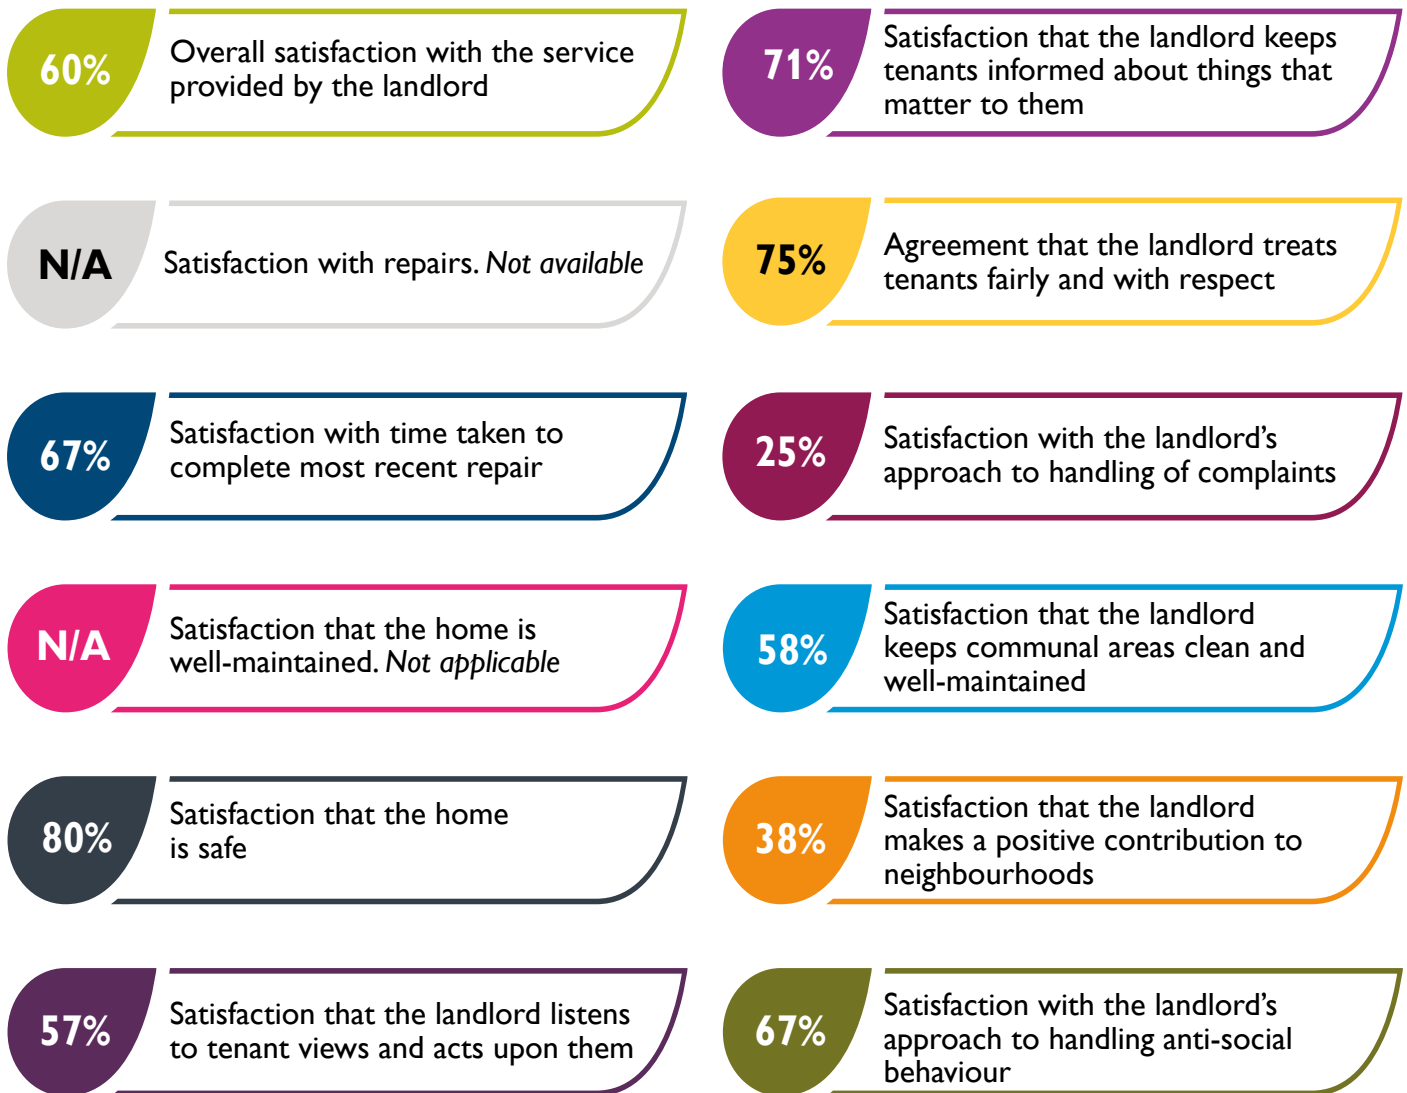 60%
Overall satisfaction with the service
provided by the landlord
N/A
Satisfaction with repairs. Not available
67%
Satisfaction with time taken to
complete most recent repair
N/A
Satisfaction that the home is
well-maintained. Not applicable
80%
Satisfaction that the home
is safe
57%
Satisfaction that the landlord listens
to tenant views and acts upon them
71%
Satisfaction that the landlord keeps
tenants informed about things that
matter to them
75%
Agreement that the landlord treats
tenants fairly and with respect
25%
Satisfaction with the landlord’s
approach to handling of complaints
58%
Satisfaction that the landlord
keeps communal areas clean and
well-maintained
38%
Satisfaction that the landlord
makes a positive contribution to
neighbourhoods
67%
Satisfaction with the landlord’s
approach to handling anti-social
behaviour